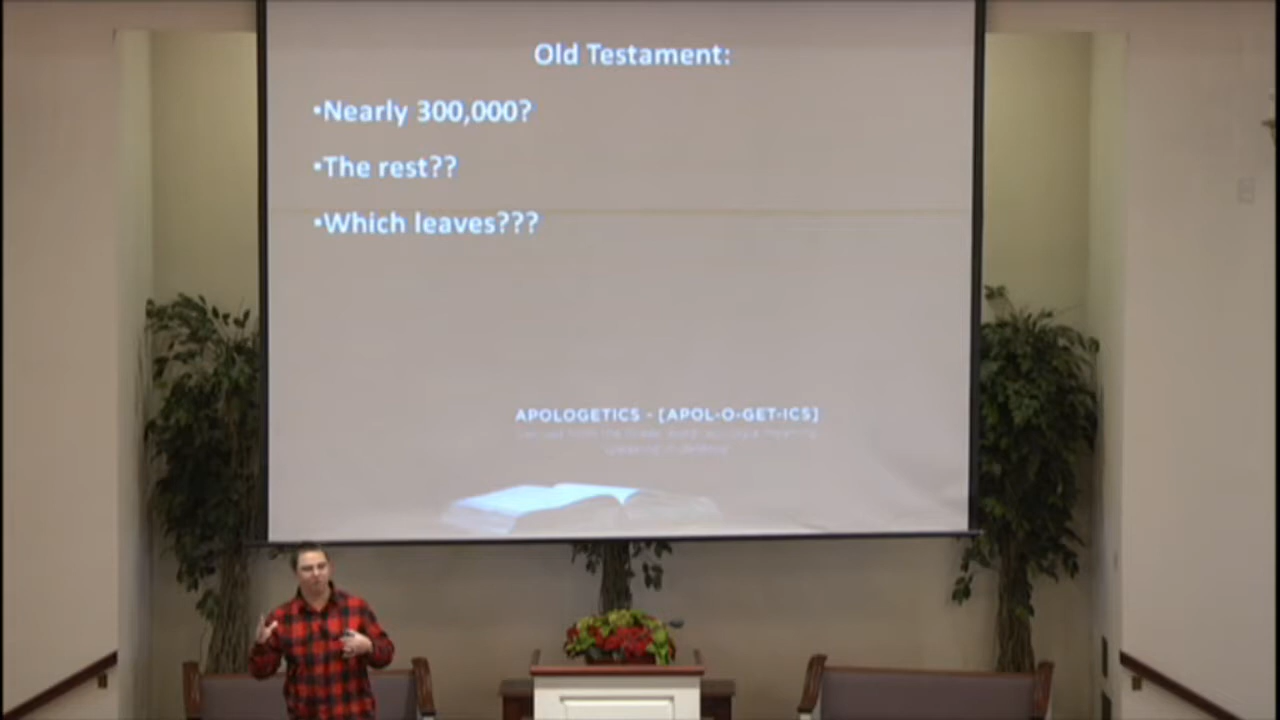 Old Testament:
•Nearly 300,000?
•The rest??
•Which leaves???
APOLOGETICS - [APOL-O-GET-ICS]